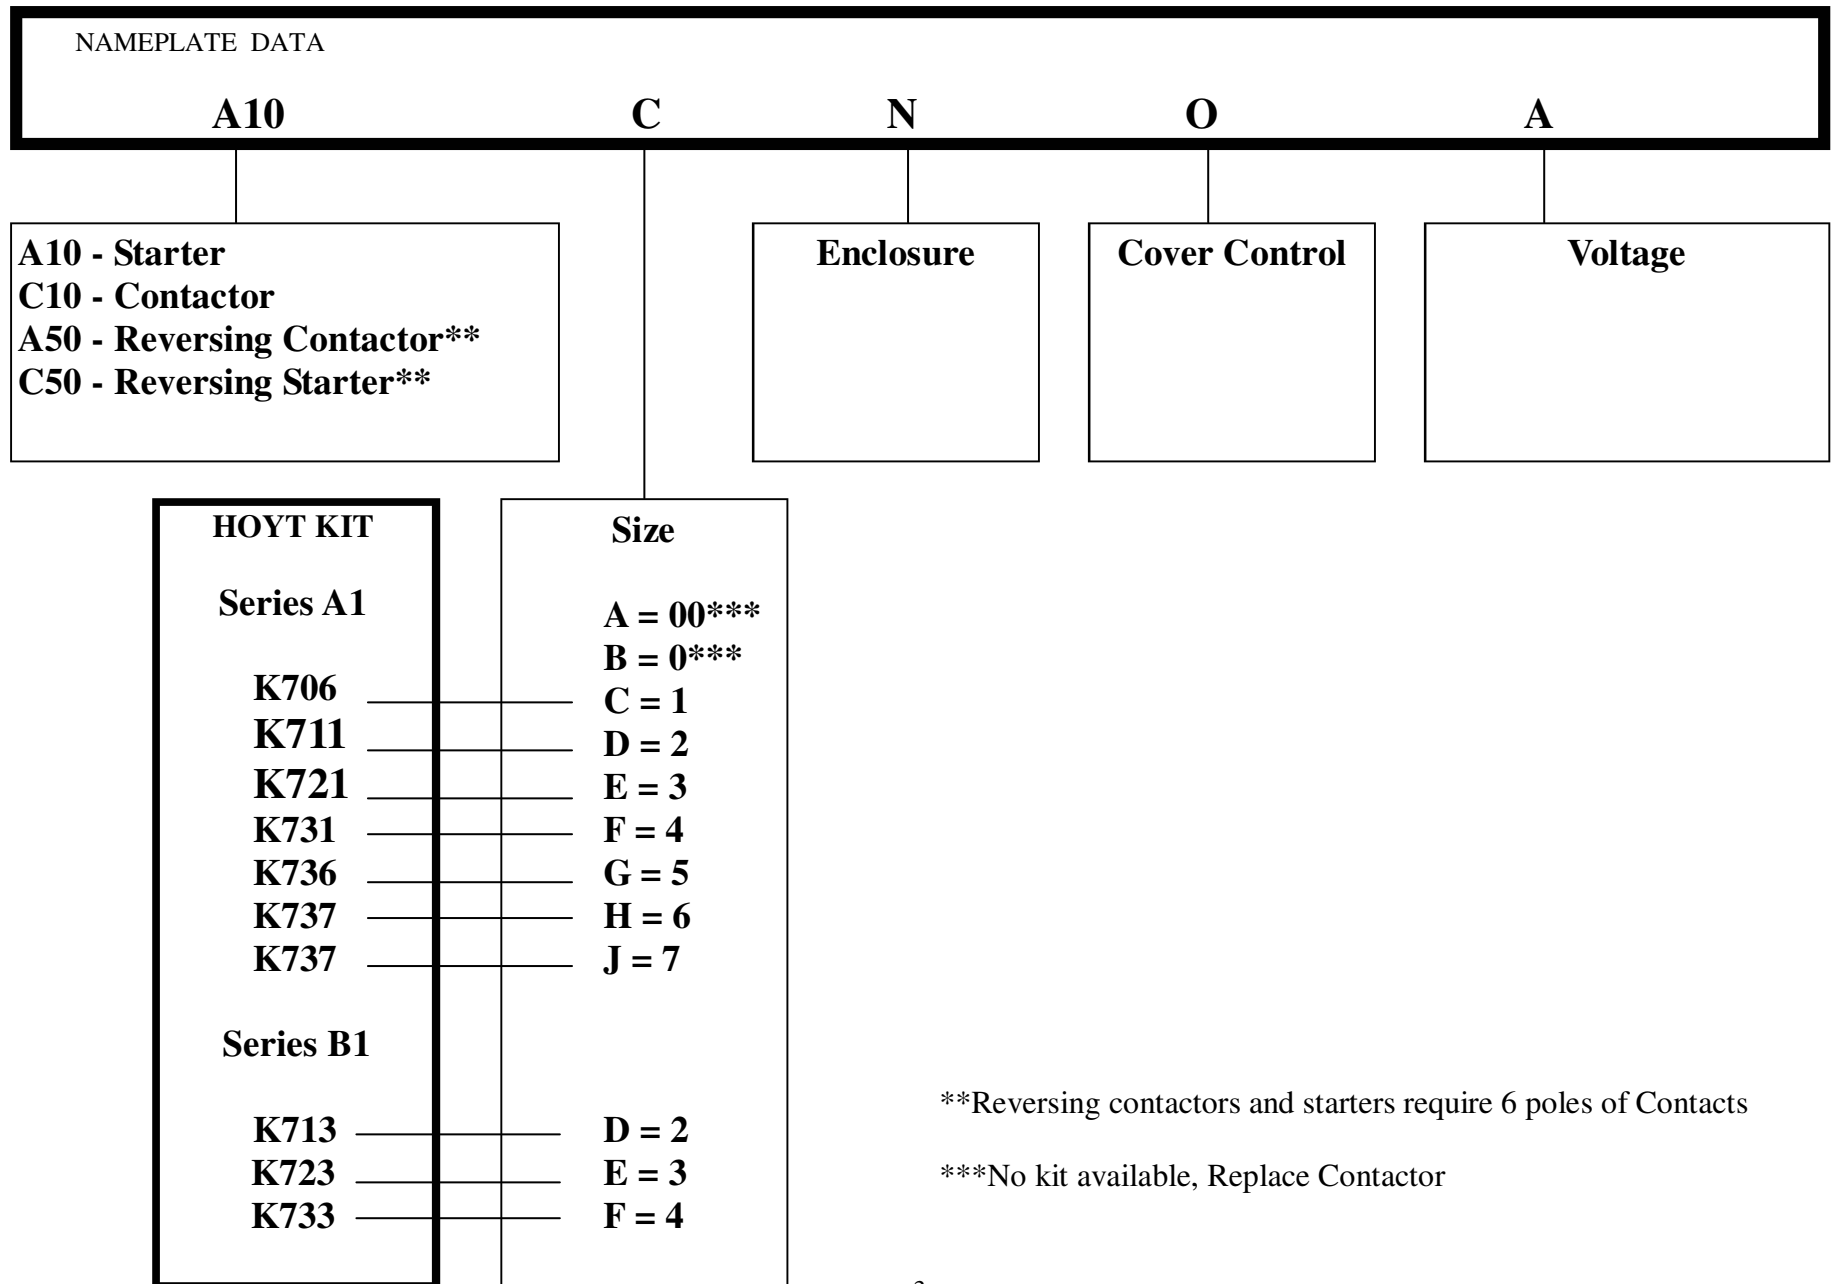 NAMEPLATE DATA
A10 C N O A
A10 - Starter
C10 - Contactor
A50 - Reversing Contactor**
C50 - Reversing Starter**
Enclosure
Cover Control
Voltage
HOYT KIT
Series A1
K706
K711
K721
K731
K736
K737
K737
Series B1
K713
K723
K733
Size
A = 00***
B = 0***
C = 1
D = 2
E = 3
F = 4
G = 5
H = 6
J = 7
D = 2
E = 3
F = 4
**Reversing contactors and starters require 6 poles of Contacts
***No kit available, Replace Contactor